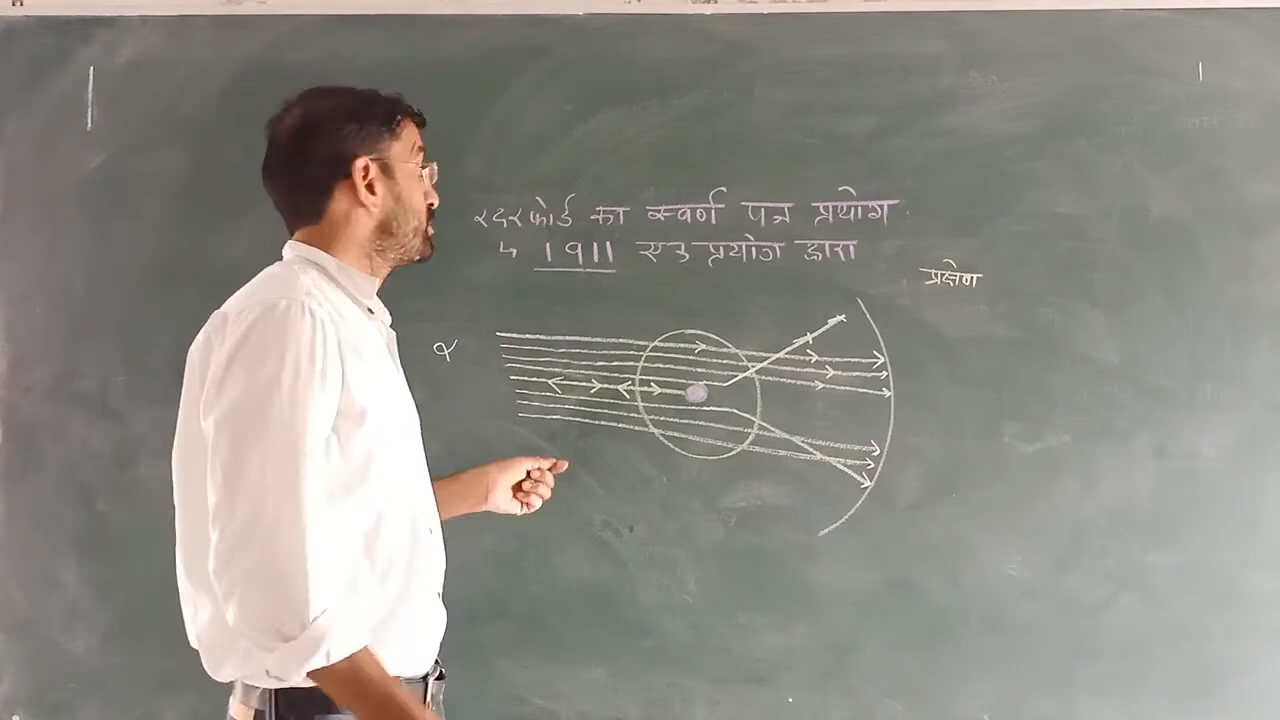 रदरफोर्ड का स्वर्ण पत्र प्रयोग
↳ 1911 एउ प्रयोग द्वारा
प्रक्षेण
α